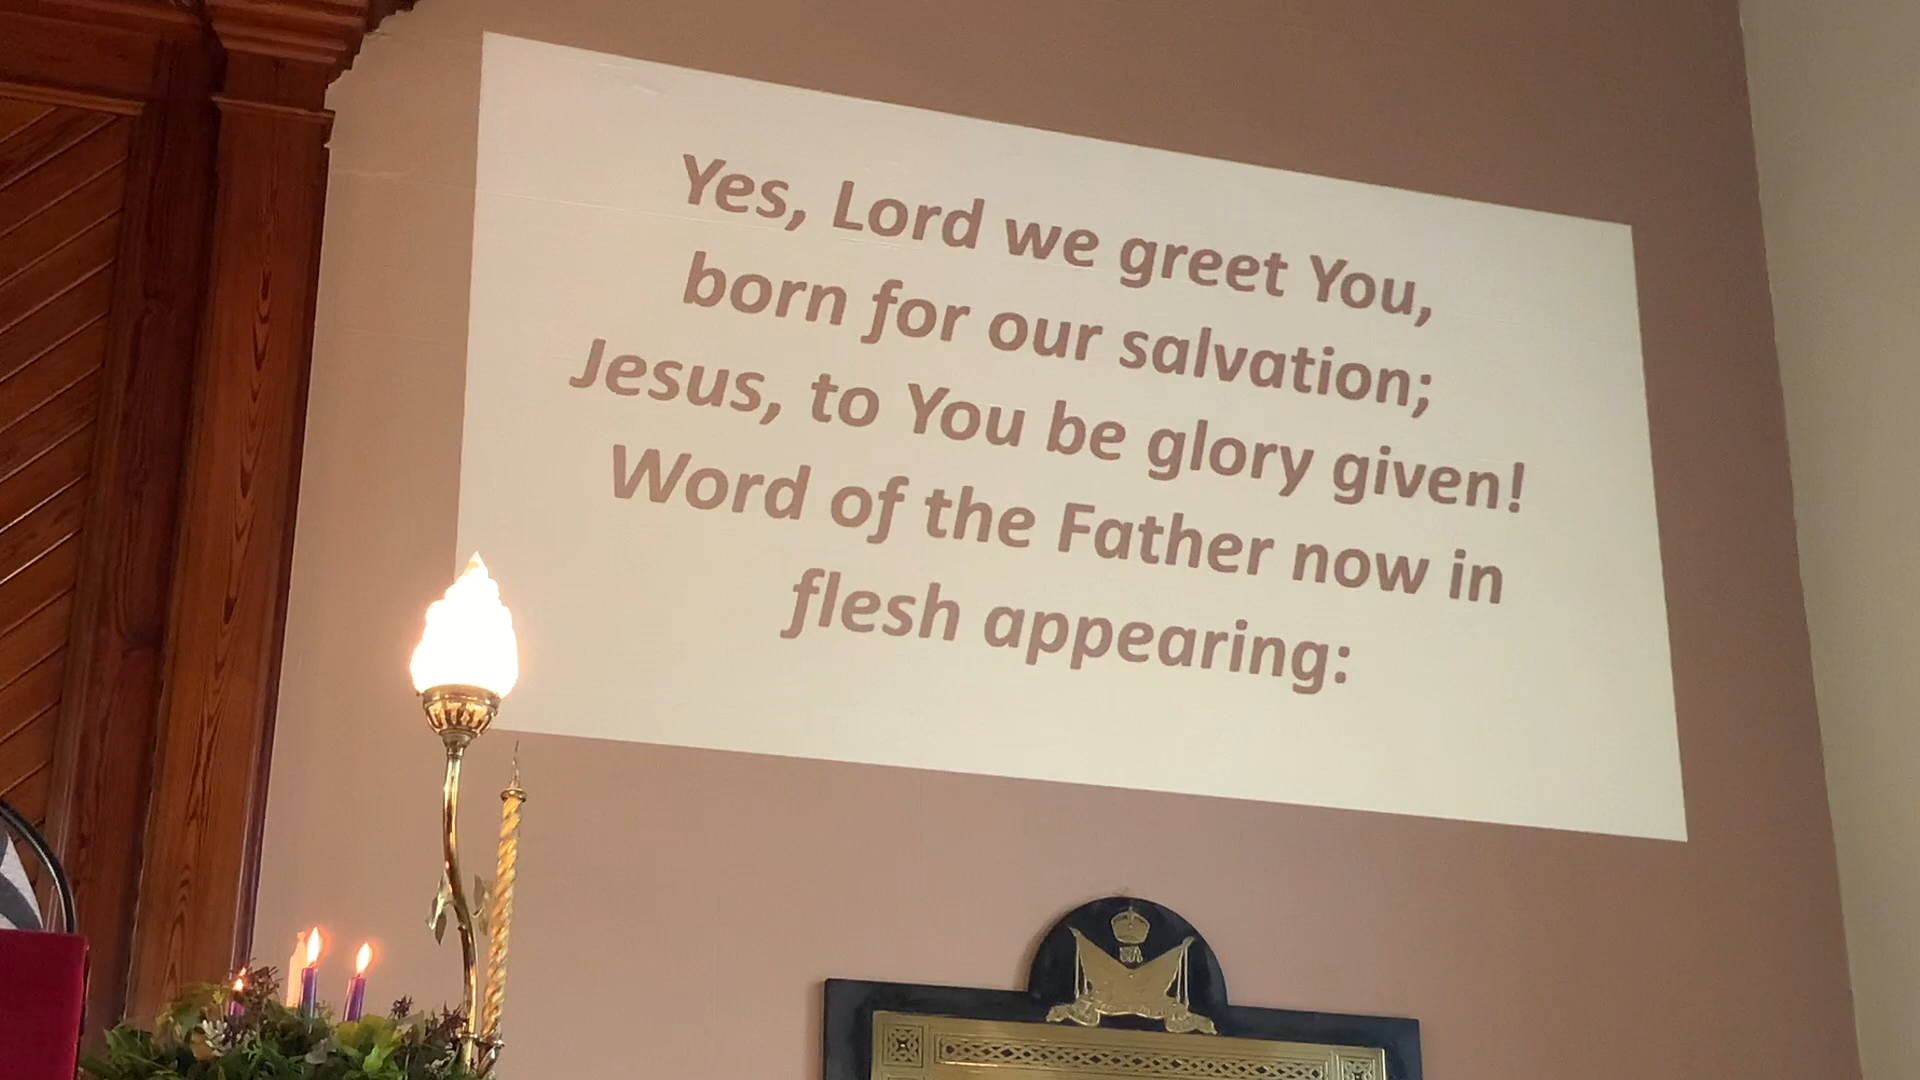 Yes, Lord we greet You,
born for our salvation;
Jesus, to You be glory given!
Word of the Father now in
flesh appearing: